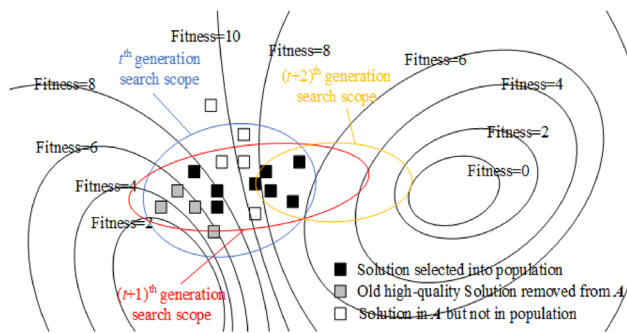 Fitness=10
Fitness=8
t th generation
search scope
(t+2)th generation
search scope
Fitness=6
Fitness=8
Fitness=4
Fitness=6
Fitness=2
Fitness=4
Fitness=0
Fitness=2
(t+1)th generation
search scope
Solution selected into population
Old high-quality Solution removed from A
Solution in A but not in population